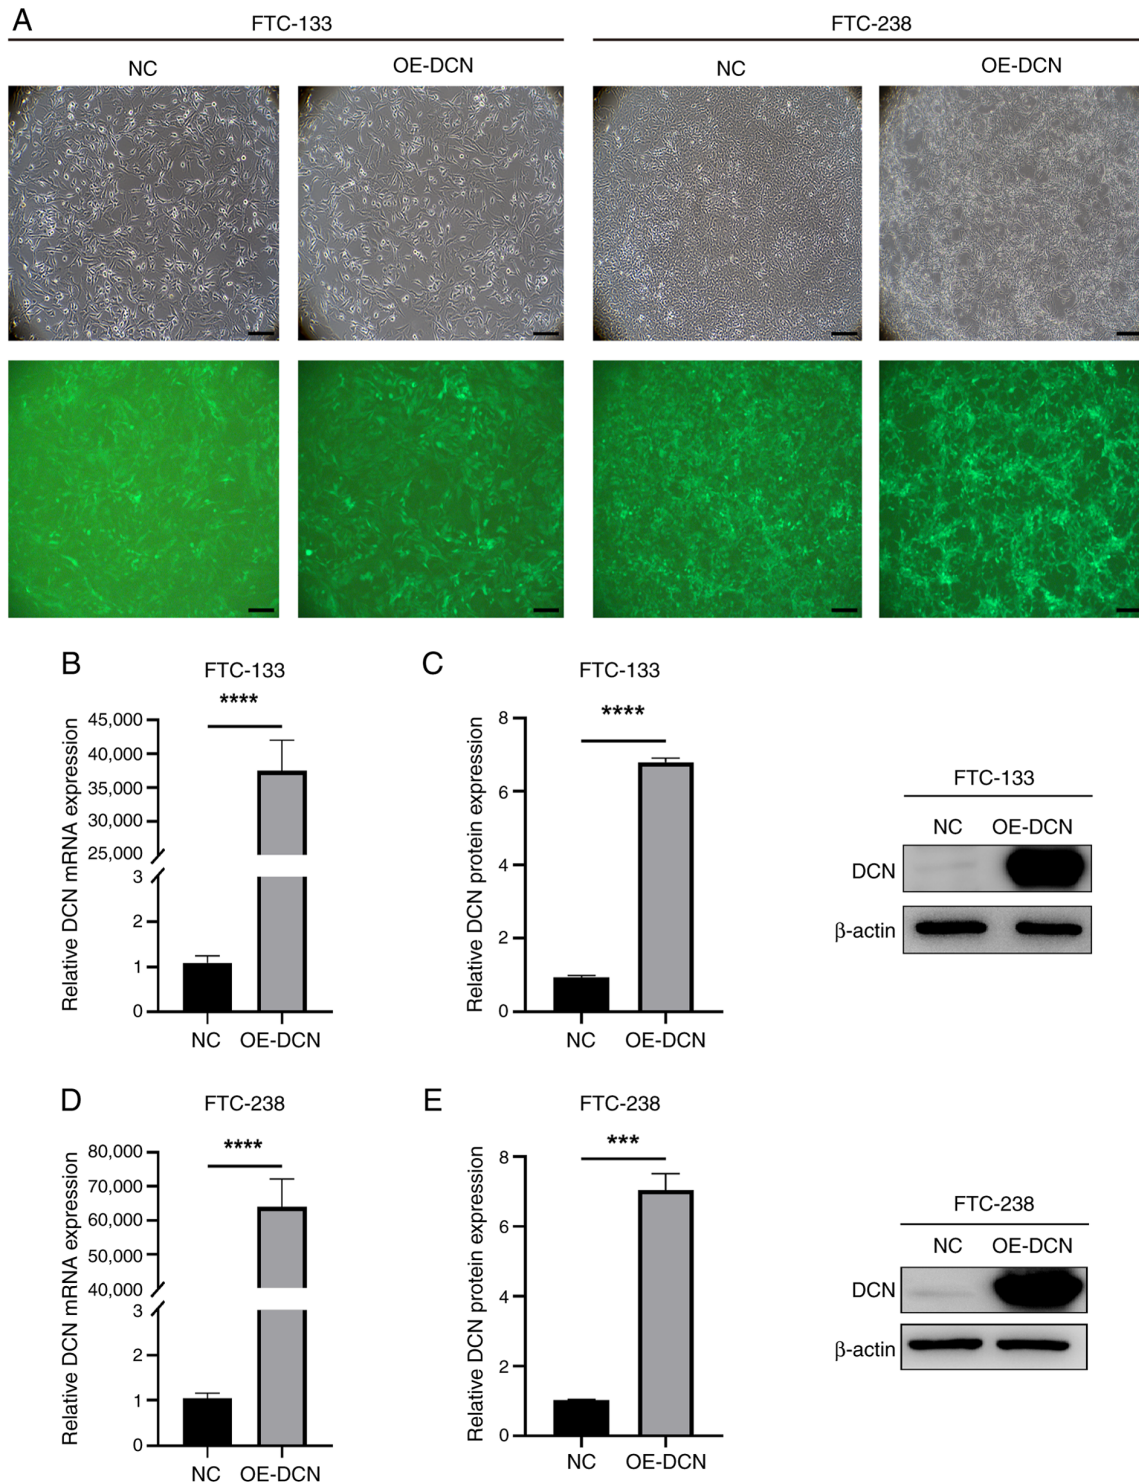 A
FTC-133
FTC-238
NC
OE-DCN
NC
OE-DCN
B
FTC-133
****
Relative DCN mRNA expression
45,000
40,000
35,000
30,000
25,000
3
2
1
0
NC
OE-DCN
C
FTC-133
****
Relative DCN protein expression
8
6
4
2
0
NC
OE-DCN
FTC-133
NC
OE-DCN
DCN
β-actin
D
FTC-238
****
Relative DCN mRNA expression
80,000
70,000
60,000
50,000
40,000
3
2
1
0
NC
OE-DCN
E
FTC-238
***
Relative DCN protein expression
8
6
4
2
0
NC
OE-DCN
FTC-238
NC
OE-DCN
DCN
β-actin